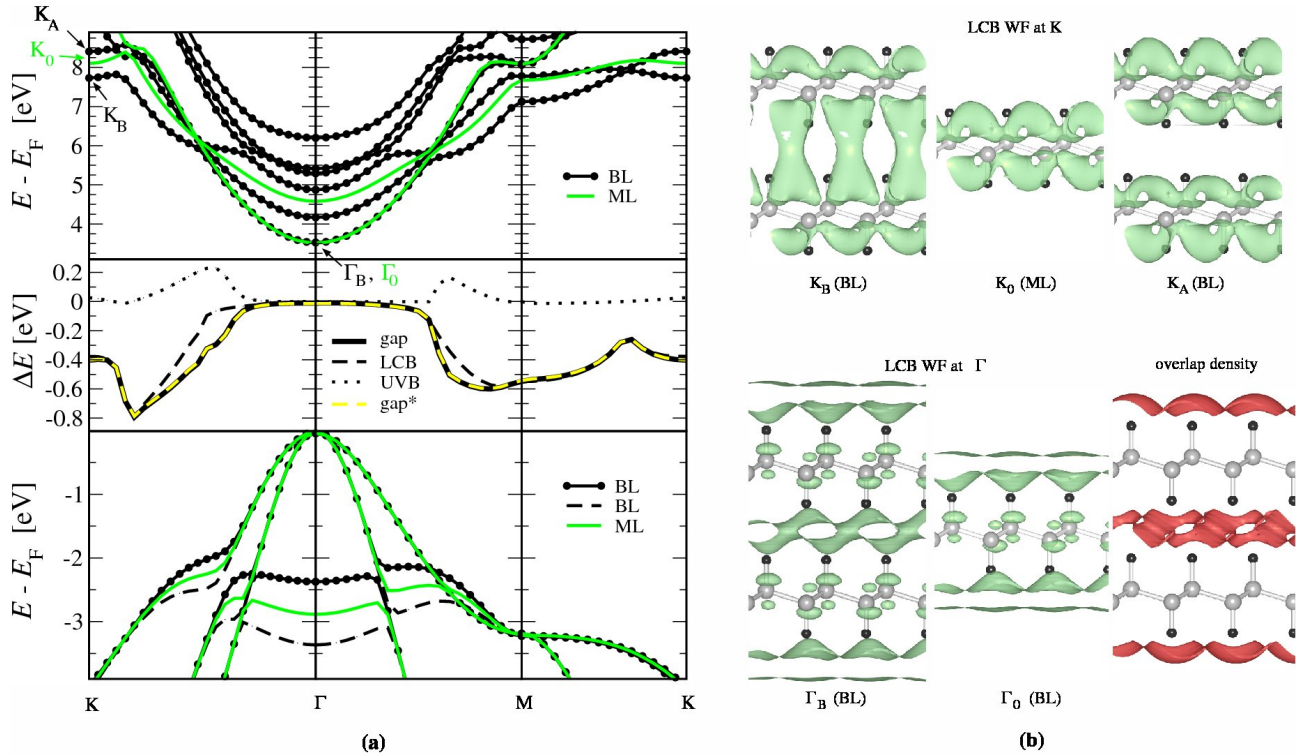 K_A
K_0
K_B
8
7
6
5
4
E - E_F [eV]
BL
ML
Γ_B , Γ_0
0.2
0
-0.2
-0.4
-0.6
-0.8
ΔE [eV]
gap
LCB
UVB
gap*
-1
-2
-3
E - E_F [eV]
BL
BL
ML
K Γ M K
(a)
LCB WF at K
K_B (BL) K_0 (ML) K_A (BL)
LCB WF at Γ overlap density
Γ_B (BL) Γ_0 (BL)
(b)